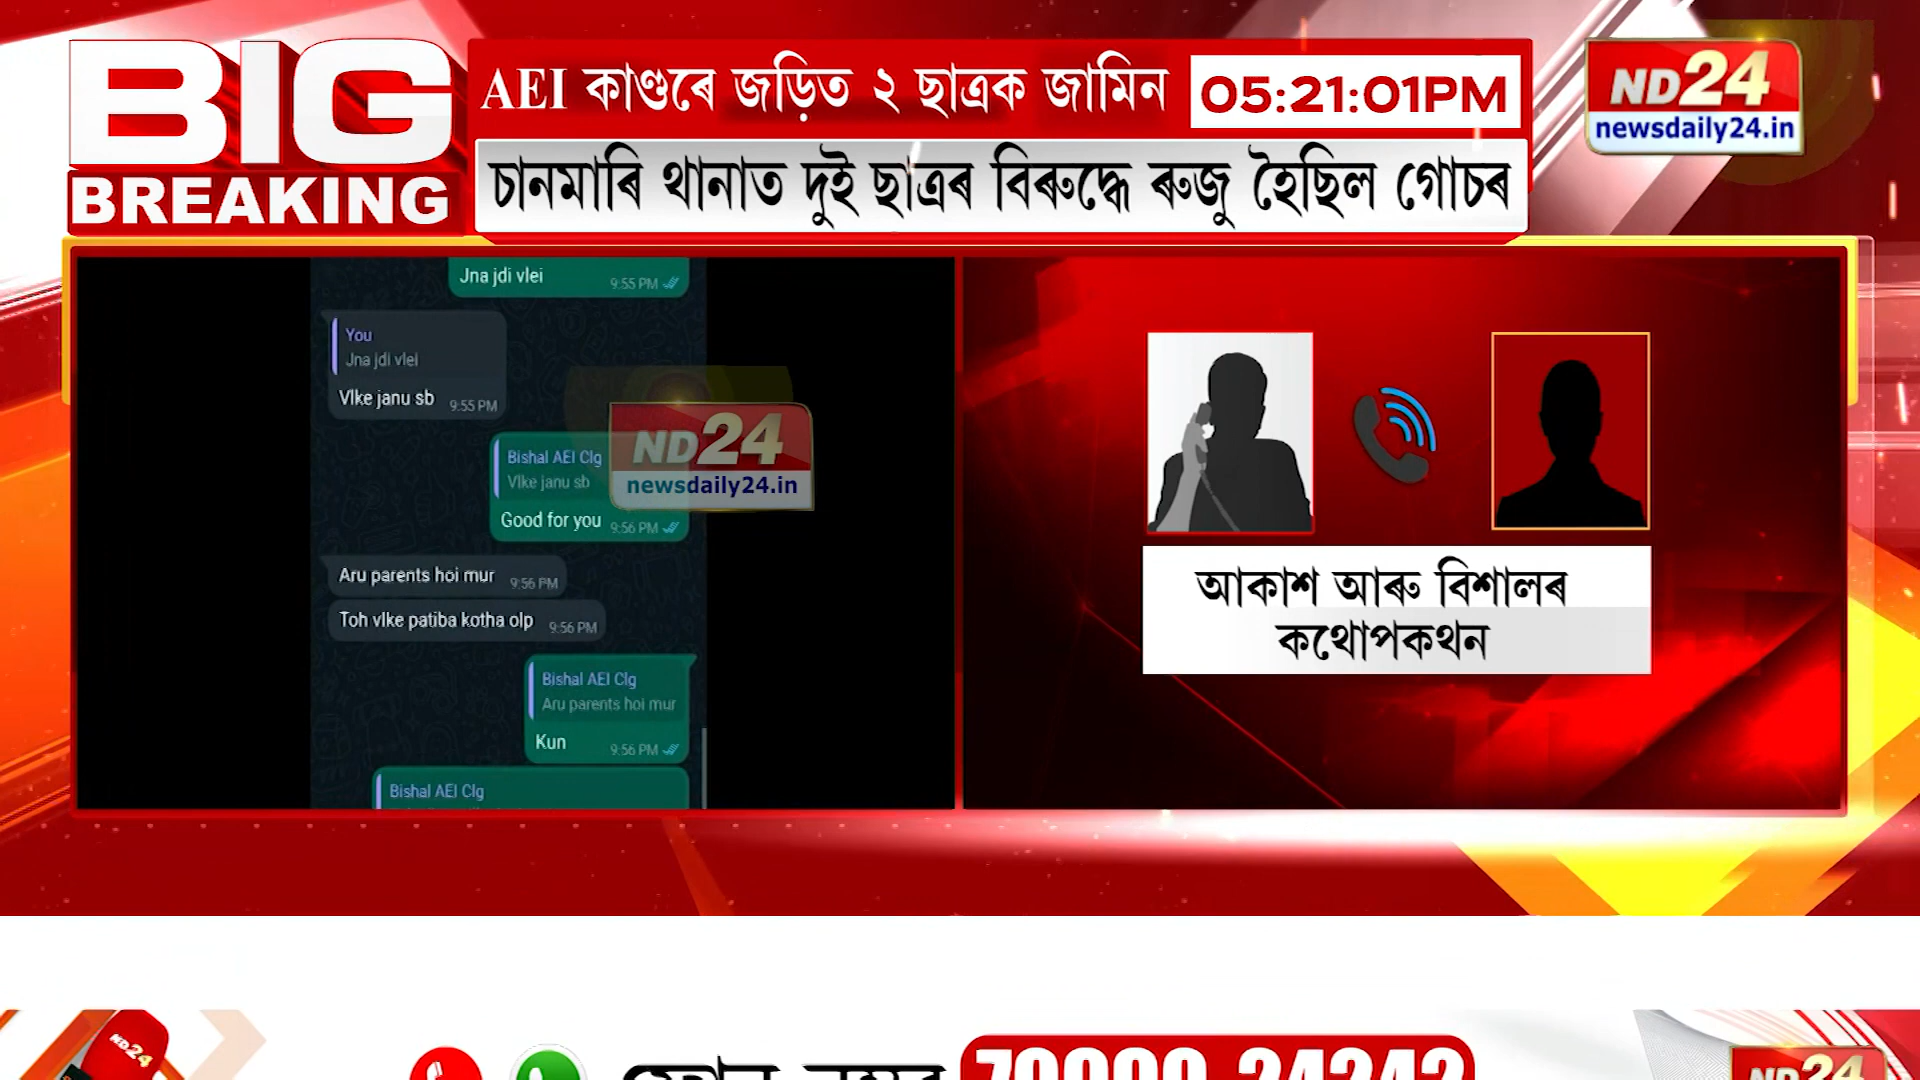 BIG
BREAKING
AEI কাণ্ডৰে জড়িত ২ ছাত্ৰক জামিন
05:21:01PM
চানমাৰি থানাত দুই ছাত্ৰৰ বিৰুদ্ধে ৰুজু হৈছিল গোচৰ
ND24
newsdaily24.in
Jna jdi vlei
9:55 PM
You
Jna jdi vlei
Vlke janu sb
9:55 PM
Bishal AEI Clg
Vlke janu sb
Good for you
9:56 PM
ND24
newsdaily24.in
Aru parents hoi mur
9:56 PM
Toh vlke patiba kotha olp
9:56 PM
Bishal AEI Clg
Aru parents hoi mur
Kun
9:56 PM
Bishal AEI Clg
আকাশ আৰু বিশালৰ
কথোপকথন
ND24
ND24